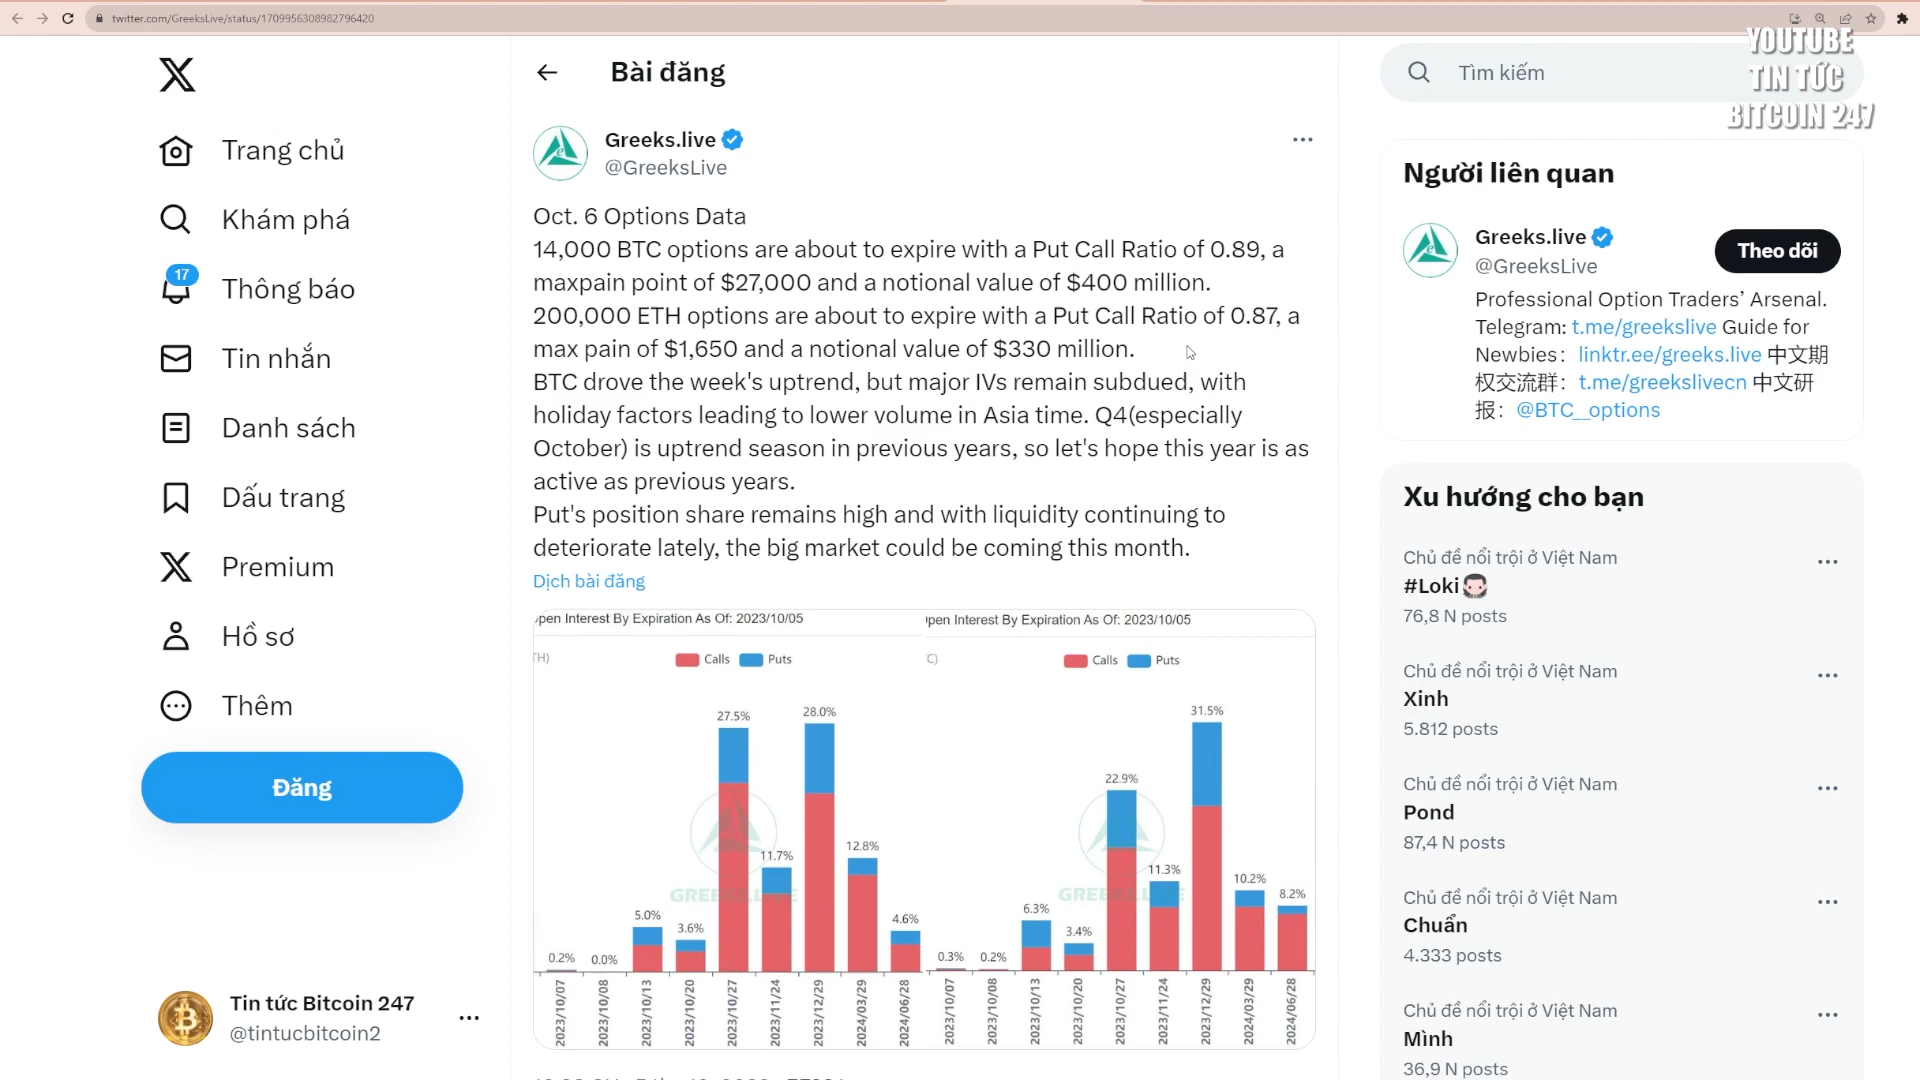 twitter.com/GreeksLive/status/1709956308982796420
YOUTUBE
TIN TỨC
BITCOIN 247
Trang chủ
Khám phá
17
Thông báo
Tin nhắn
Danh sách
Dấu trang
Premium
Hồ sơ
Thêm
Đăng
Tin tức Bitcoin 247
@tintucbitcoin2
Bài đăng
Greeks.live
@GreeksLive
Oct. 6 Options Data
14,000 BTC options are about to expire with a Put Call Ratio of 0.89, a
maxpain point of $27,000 and a notional value of $400 million.
200,000 ETH options are about to expire with a Put Call Ratio of 0.87, a
max pain of $1,650 and a notional value of $330 million.
BTC drove the week's uptrend, but major IVs remain subdued, with
holiday factors leading to lower volume in Asia time. Q4(especially
October) is uptrend season in previous years, so let's hope this year is as
active as previous years.
Put's position share remains high and with liquidity continuing to
deteriorate lately, the big market could be coming this month.
Dịch bài đăng
pen Interest By Expiration As Of: 2023/10/05
TH)
Calls
Puts
27.5%
28.0%
11.7%
12.8%
5.0%
3.6%
4.6%
0.2%
0.0%
GREEKS.LIVE
2023/10/07
2023/10/08
2023/10/13
2023/10/20
2023/10/27
2023/11/24
2023/12/29
2024/03/29
2024/06/28
pen Interest By Expiration As Of: 2023/10/05
C)
Calls
Puts
31.5%
22.9%
11.3%
10.2%
8.2%
6.3%
3.4%
0.3%
0.2%
GREEKS.LIVE
2023/10/07
2023/10/08
2023/10/13
2023/10/20
2023/10/27
2023/11/24
2023/12/29
2024/03/29
2024/06/28
Tìm kiếm
Người liên quan
Greeks.live
@GreeksLive
Theo dõi
Professional Option Traders’ Arsenal.
Telegram: t.me/greekslive Guide for
Newbies：linktr.ee/greeks.live 中文期
权交流群：t.me/greekslivecn 中文研
报：@BTC__options
Xu hướng cho bạn
Chủ đề nổi trội ở Việt Nam
#Loki
76,8 N posts
Chủ đề nổi trội ở Việt Nam
Xinh
5.812 posts
Chủ đề nổi trội ở Việt Nam
Pond
87,4 N posts
Chủ đề nổi trội ở Việt Nam
Chuẩn
4.333 posts
Chủ đề nổi trội ở Việt Nam
Mình
36,9 N posts